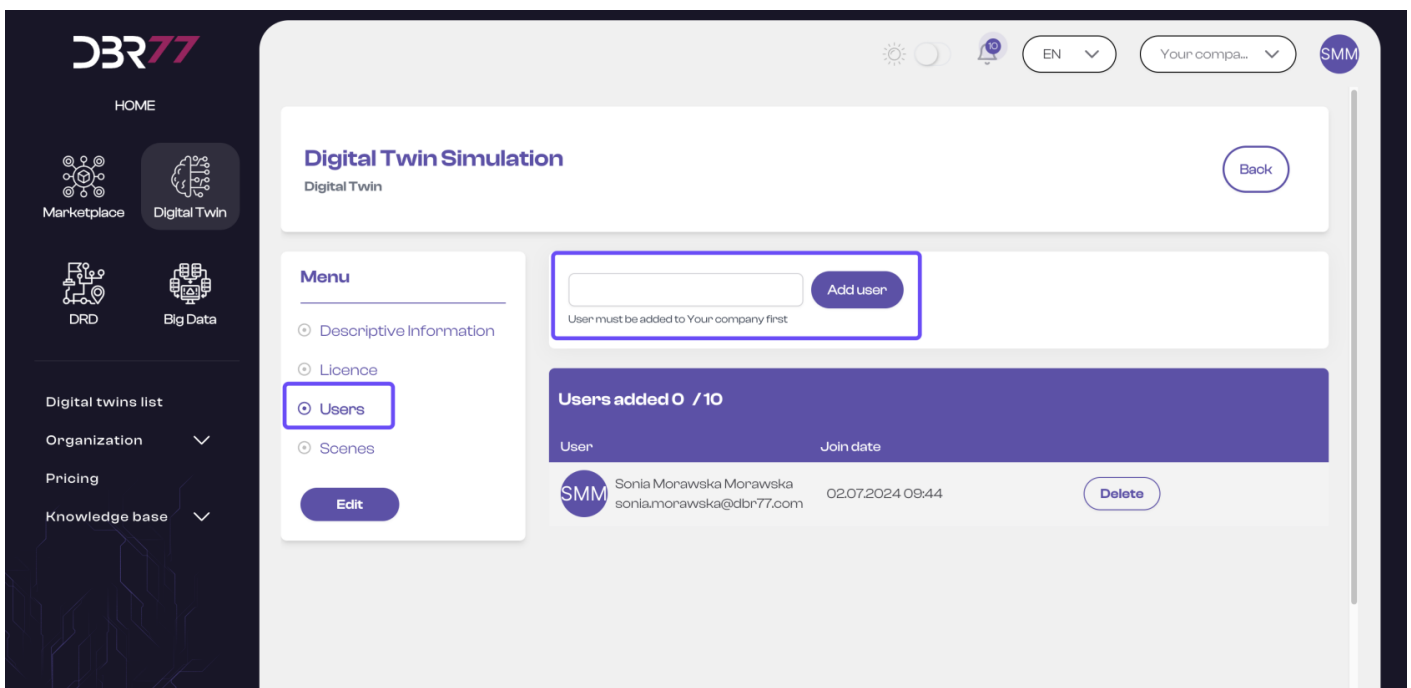 DBR77
10
EN
Your compa...
SMM
HOME
Marketplace
Digital Twin
DRD
Big Data
Digital twins list
Organization
Pricing
Knowledge base
Digital Twin Simulation
Digital Twin
Back
Menu
Descriptive Information
Licence
Users
Scenes
Edit
Add user
User must be added to Your company first
Users added 0 / 10
User Join date
SMM
Sonia Morawska Morawska
sonia.morawska@dbr77.com
02.07.2024 09:44
Delete